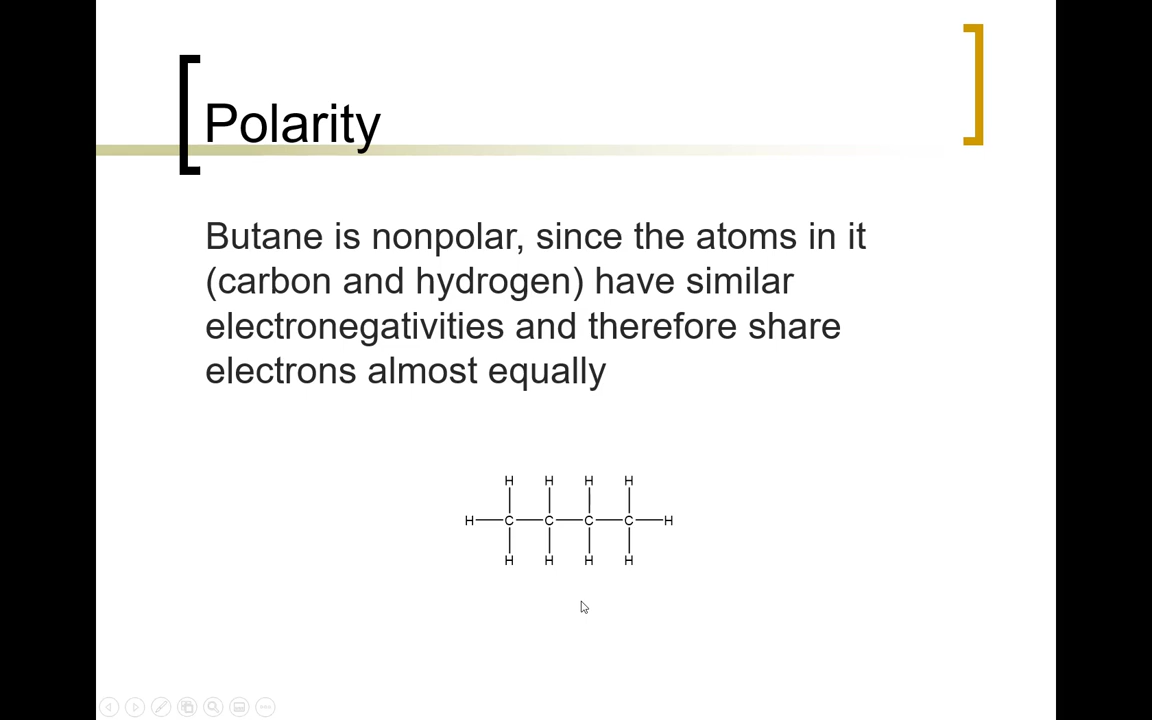 Polarity
Butane is nonpolar, since the atoms in it
(carbon and hydrogen) have similar
electronegativities and therefore share
electrons almost equally
H H H H
H C C C C H
H H H H